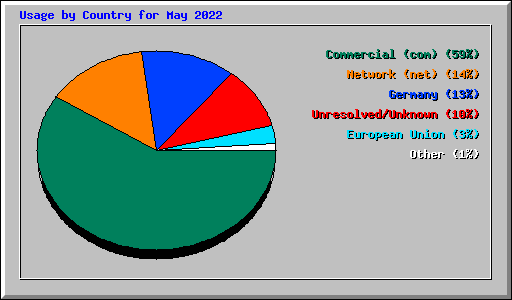 Usage by Country for May 2022
Commercial (com) (59%)
Network (net) (14%)
Germany (13%)
Unresolved/Unknown (10%)
European Union (3%)
Other (1%)